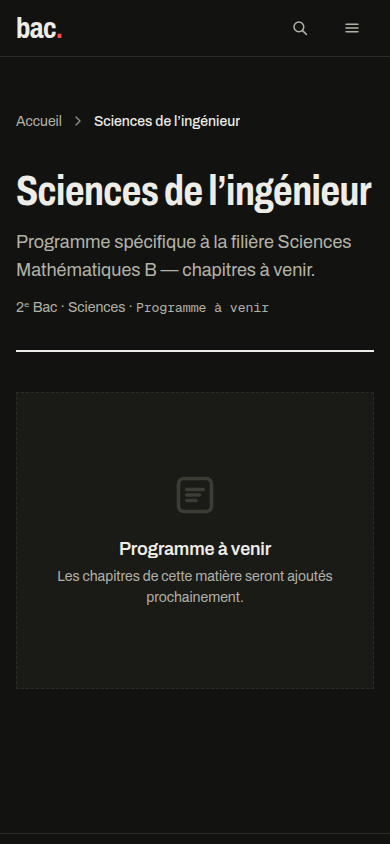 bac.
Accueil > Sciences de l’ingénieur
Sciences de l’ingénieur
Programme spécifique à la filière Sciences
Mathématiques B — chapitres à venir.
2ᵉ Bac · Sciences · Programme à venir
Programme à venir
Les chapitres de cette matière seront ajoutés
prochainement.